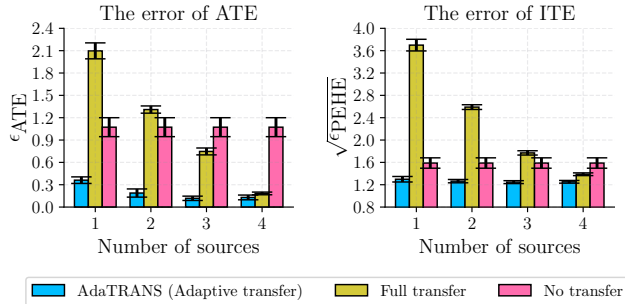 The error of ATE
ϵATE
2.4
2.1
1.8
1.5
1.2
0.9
0.6
0.3
0.0
1 2 3 4
Number of sources
The error of ITE
√ϵPEHE
4.0
3.6
3.2
2.8
2.4
2.0
1.6
1.2
0.8
1 2 3 4
Number of sources
AdaTRANS (Adaptive transfer) Full transfer No transfer